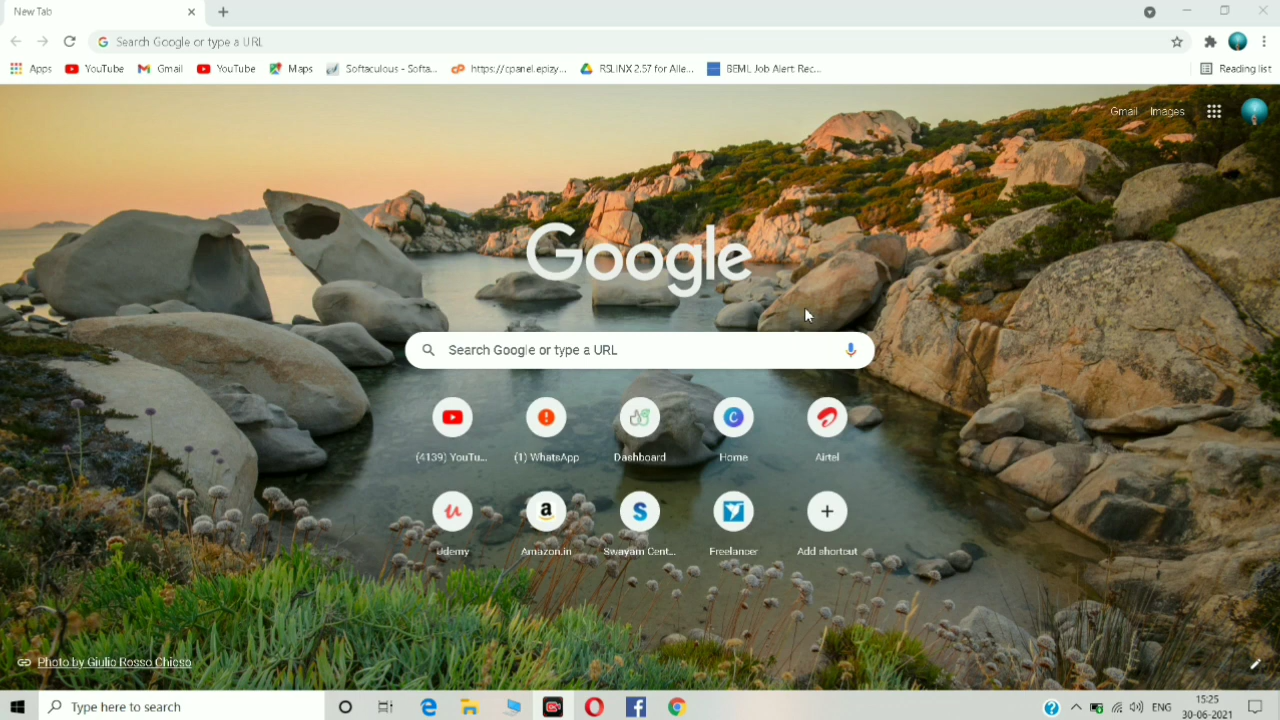 New Tab
Search Google or type a URL
Apps
YouTube
Gmail
YouTube
Maps
Softaculous - Softa...
https://cpanel.epizy...
RSLINX 2.57 for Alle...
BEML Job Alert Rec...
Reading list
Gmail
Images
Google
Search Google or type a URL
(4139) YouTu...
(1) WhatsApp
Dashboard
Home
Airtel
Udemy
Amazon.in
Swayam Cent...
Freelancer
Add shortcut
Photo by Giulio Rosso Chioso
Type here to search
ENG
15:25
30-06-2021